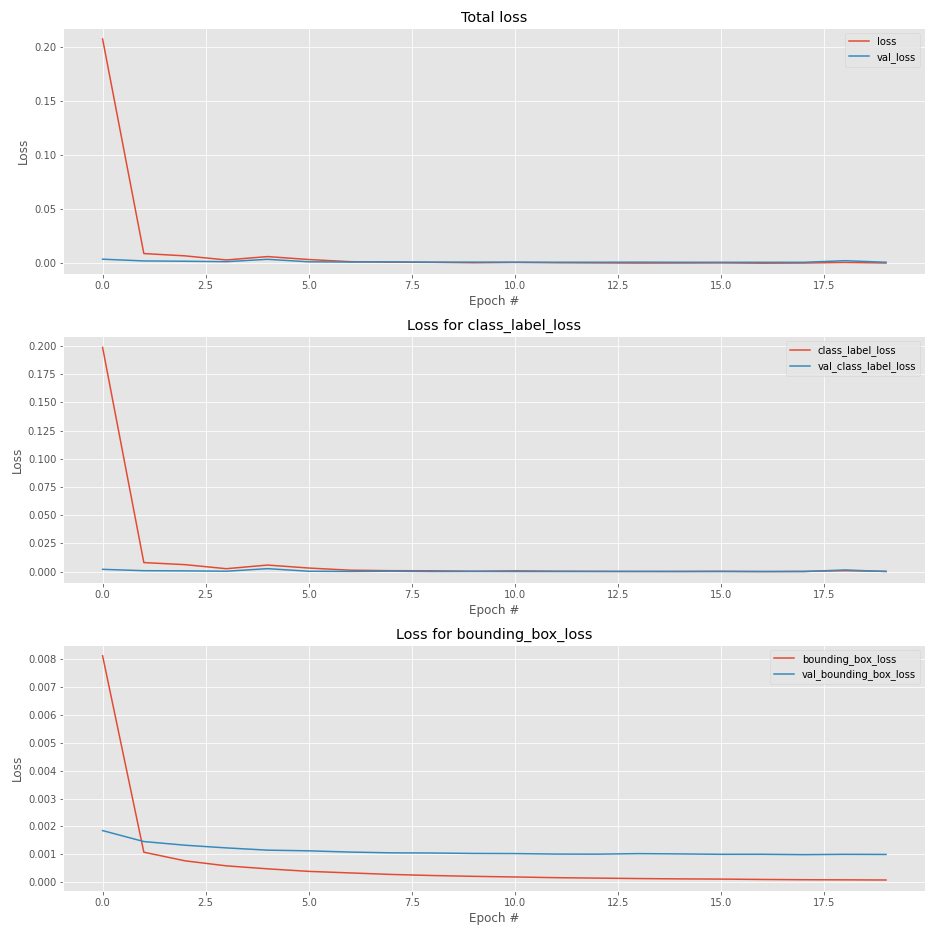 Total loss
0.20
0.15
0.10
0.05
0.00
Loss
loss
val_loss
0.0 2.5 5.0 7.5 10.0 12.5 15.0 17.5
Epoch #
Loss for class_label_loss
0.200
0.175
0.150
0.125
0.100
0.075
0.050
0.025
0.000
Loss
class_label_loss
val_class_label_loss
0.0 2.5 5.0 7.5 10.0 12.5 15.0 17.5
Epoch #
Loss for bounding_box_loss
0.008
0.007
0.006
0.005
0.004
0.003
0.002
0.001
0.000
Loss
bounding_box_loss
val_bounding_box_loss
0.0 2.5 5.0 7.5 10.0 12.5 15.0 17.5
Epoch #